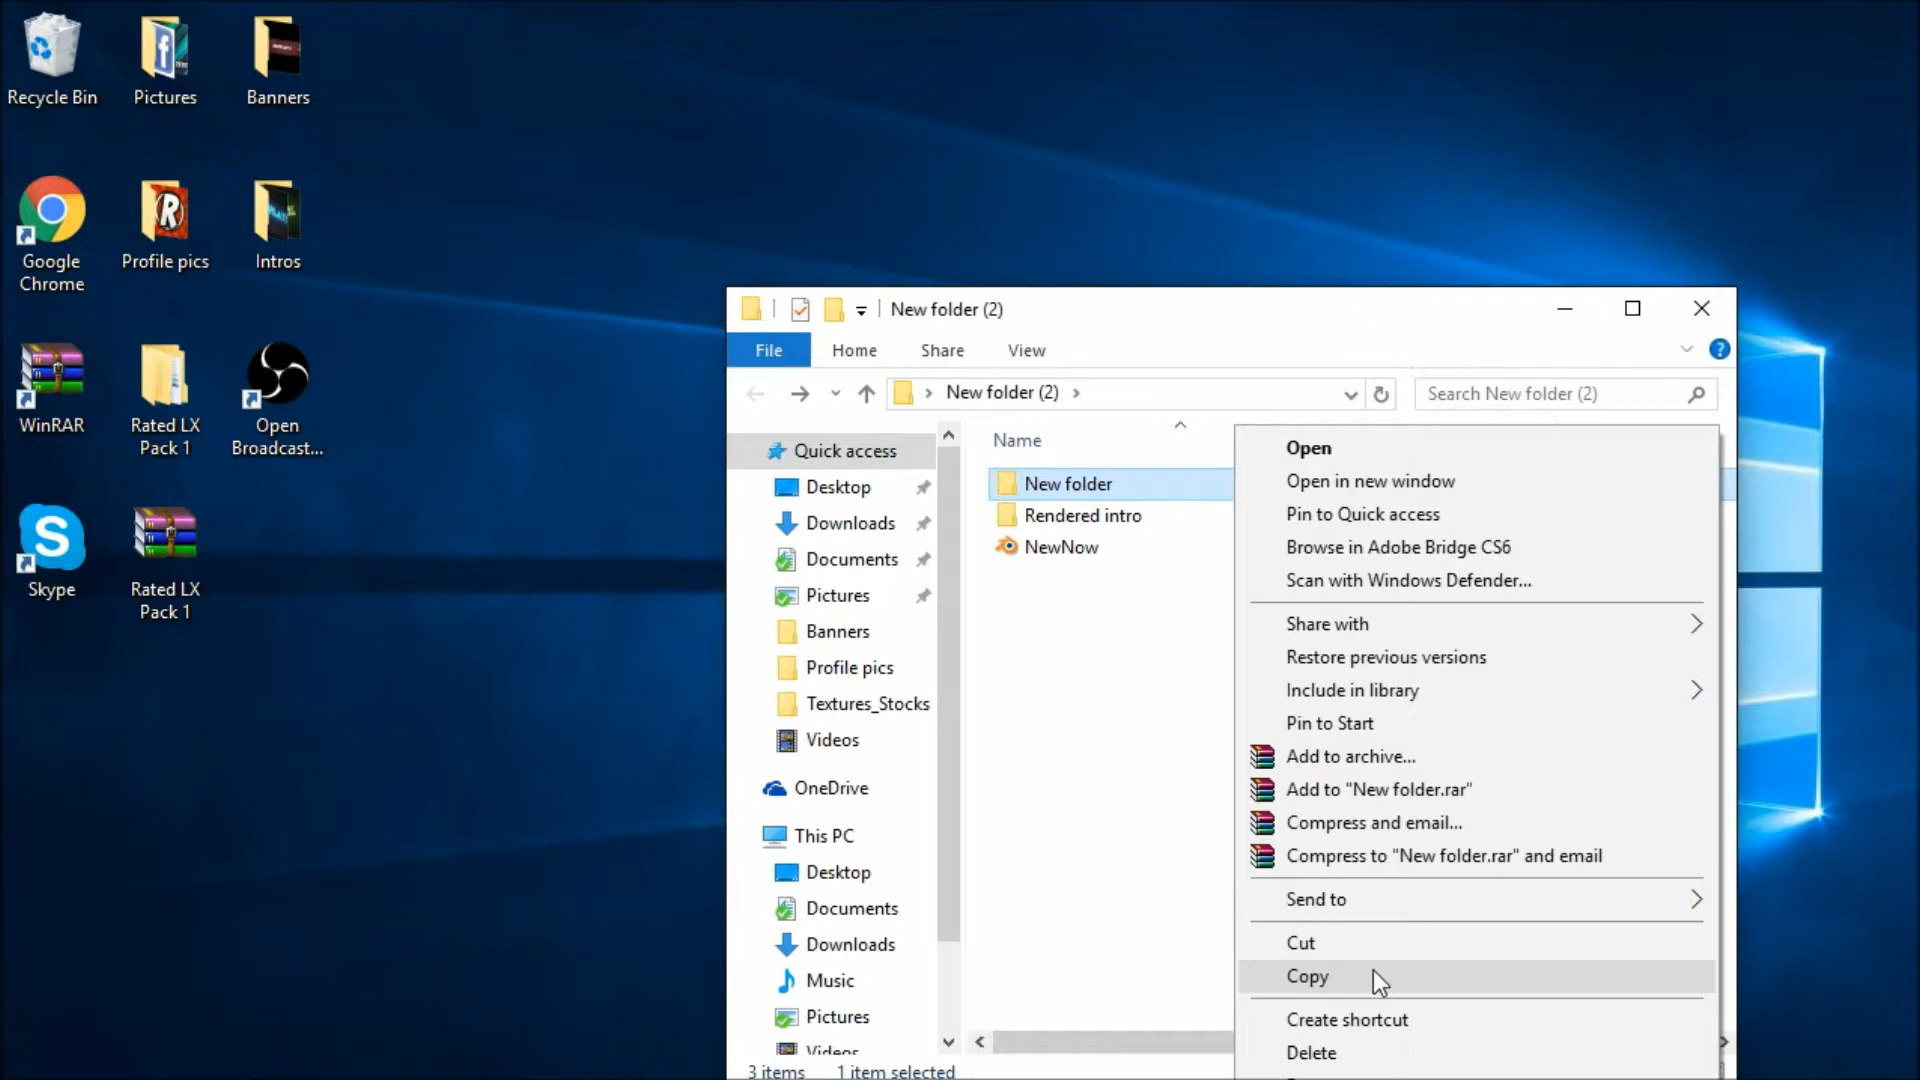 Recycle Bin
Pictures
Banners
Google
Chrome
Profile pics
Intros
WinRAR
Rated LX
Pack 1
Open
Broadcast...
Skype
Rated LX
Pack 1
New folder (2)
File
Home
Share
View
New folder (2)
Search New folder (2)
Quick access
Desktop
Downloads
Documents
Pictures
Banners
Profile pics
Textures_Stocks
Videos
OneDrive
This PC
Desktop
Documents
Downloads
Music
Pictures
Videos
Name
New folder
Rendered intro
NewNow
Open
Open in new window
Pin to Quick access
Browse in Adobe Bridge CS6
Scan with Windows Defender...
Share with
Restore previous versions
Include in library
Pin to Start
Add to archive...
Add to "New folder.rar"
Compress and email...
Compress to "New folder.rar" and email
Send to
Cut
Copy
Create shortcut
Delete
3 items
1 item selected